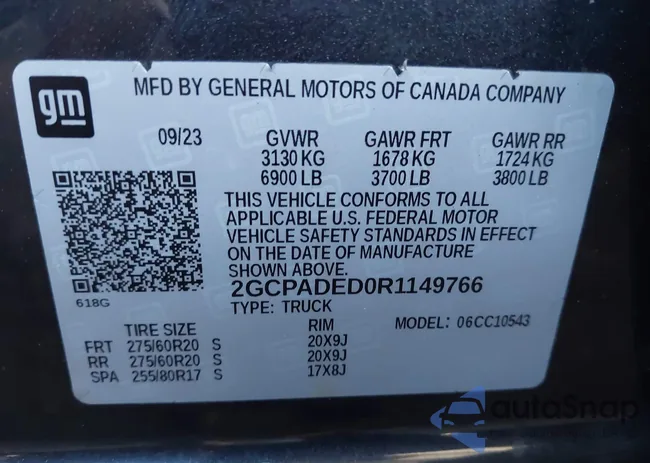 gm
MFD BY GENERAL MOTORS OF CANADA COMPANY
09/23 GVWR GAWR FRT GAWR RR
3130 KG 1678 KG 1724 KG
6900 LB 3700 LB 3800 LB
THIS VEHICLE CONFORMS TO ALL
APPLICABLE U.S. FEDERAL MOTOR
VEHICLE SAFETY STANDARDS IN EFFECT
ON THE DATE OF MANUFACTURE
SHOWN ABOVE.
618G
2GCPADED0R1149766
TYPE: TRUCK
MODEL: 06CC10543
TIRE SIZE RIM
FRT 275/60R20 S 20X9J
RR 275/60R20 S 20X9J
SPA 255/80R17 S 17X8J
autoSnap